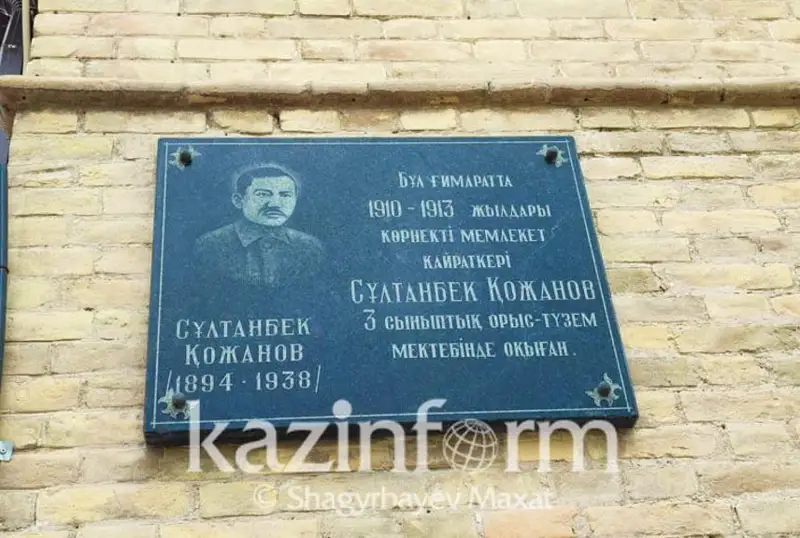 Бұл ғимаратта
1910 - 1913 жылдары
көрнекті мемлекет
қайраткері
Сұлтанбек Қожанов
3 сыныптық орыс-түзем
мектебінде оқыған.
Сұлтанбек
Қожанов
/1894 - 1938/
kazinform
© Shagyrbayev Maxat